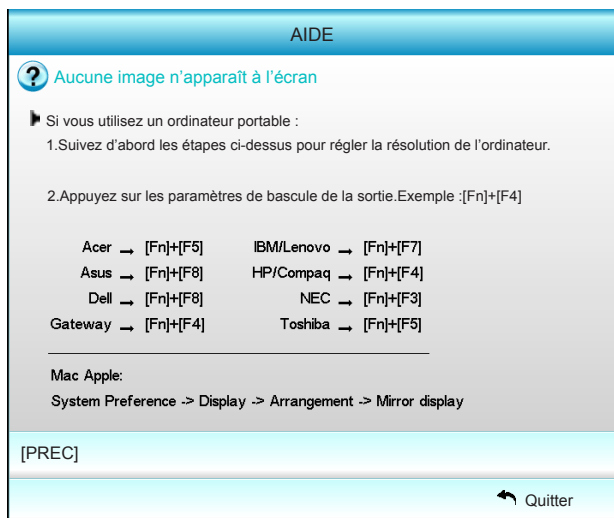 AIDE
Aucune image n'apparaît à l'écran
Si vous utilisez un ordinateur portable :
1.Suivez d'abord les étapes ci-dessus pour régler la résolution de l'ordinateur.
2.Appuyez sur les paramètres de bascule de la sortie.Exemple :[Fn]+[F4]
Acer → [Fn]+[F5] IBM/Lenovo → [Fn]+[F7]
Asus → [Fn]+[F8] HP/Compaq → [Fn]+[F4]
Dell → [Fn]+[F8] NEC → [Fn]+[F3]
Gateway → [Fn]+[F4] Toshiba → [Fn]+[F5]
Mac Apple:
System Preference -> Display -> Arrangement -> Mirror display
[PREC]
Quitter